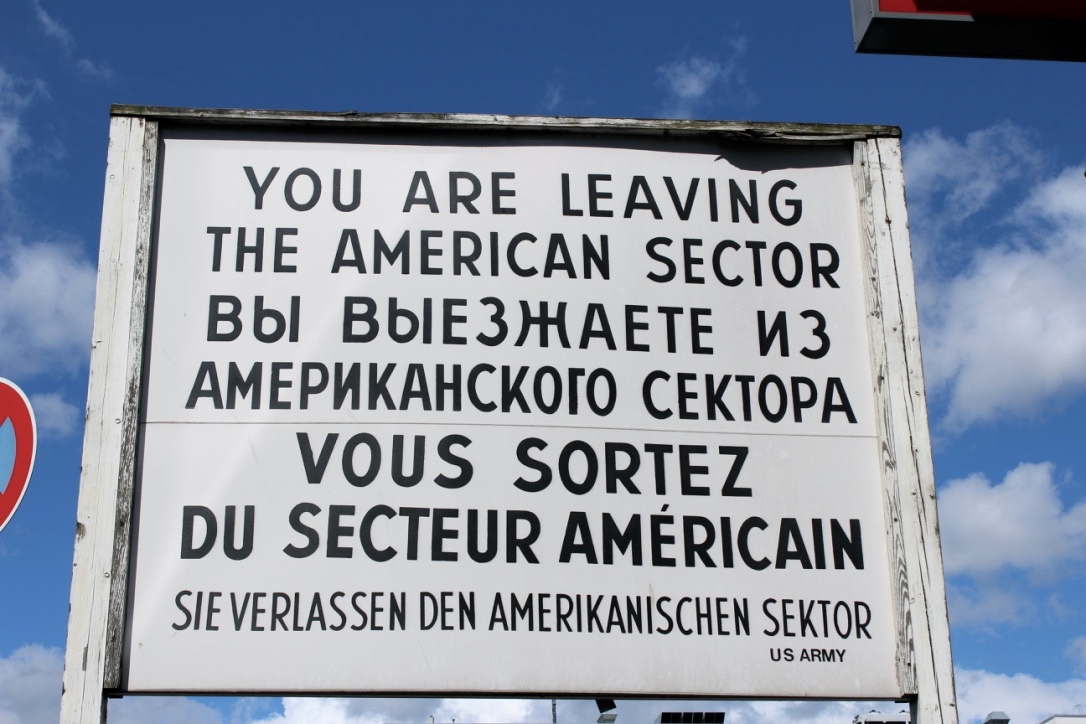 YOU ARE LEAVING
THE AMERICAN SECTOR
ВЫ ВЫЕЗЖАЕТЕ ИЗ
АМЕРИКАНСКОГО СЕКТОРА
VOUS SORTEZ
DU SECTEUR AMÉRICAIN
SIE VERLASSEN DEN AMERIKANISCHEN SEKTOR
US ARMY